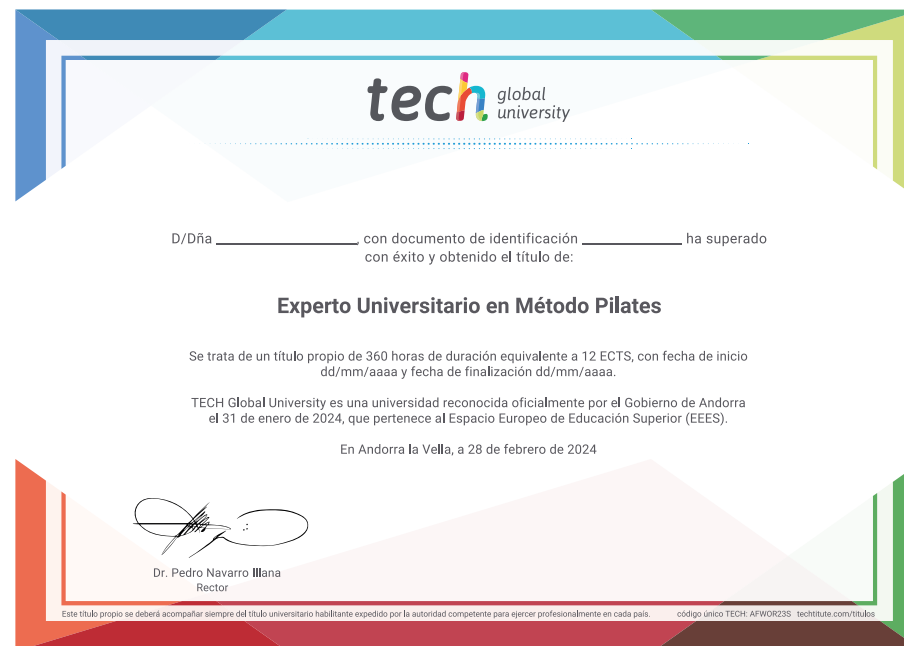 tech global university
D/Dña ____________________, con documento de identificación ______________ ha superado
con éxito y obtenido el título de:
Experto Universitario en Método Pilates
Se trata de un título propio de 360 horas de duración equivalente a 12 ECTS, con fecha de inicio
dd/mm/aaaa y fecha de finalización dd/mm/aaaa.
TECH Global University es una universidad reconocida oficialmente por el Gobierno de Andorra
el 31 de enero de 2024, que pertenece al Espacio Europeo de Educación Superior (EEES).
En Andorra la Vella, a 28 de febrero de 2024
Dr. Pedro Navarro Illana
Rector
Este título propio se deberá acompañar siempre del título universitario habilitante expedido por la autoridad competente para ejercer profesionalmente en cada país. código único TECH: AFWOR23S techtitute.com/titulos